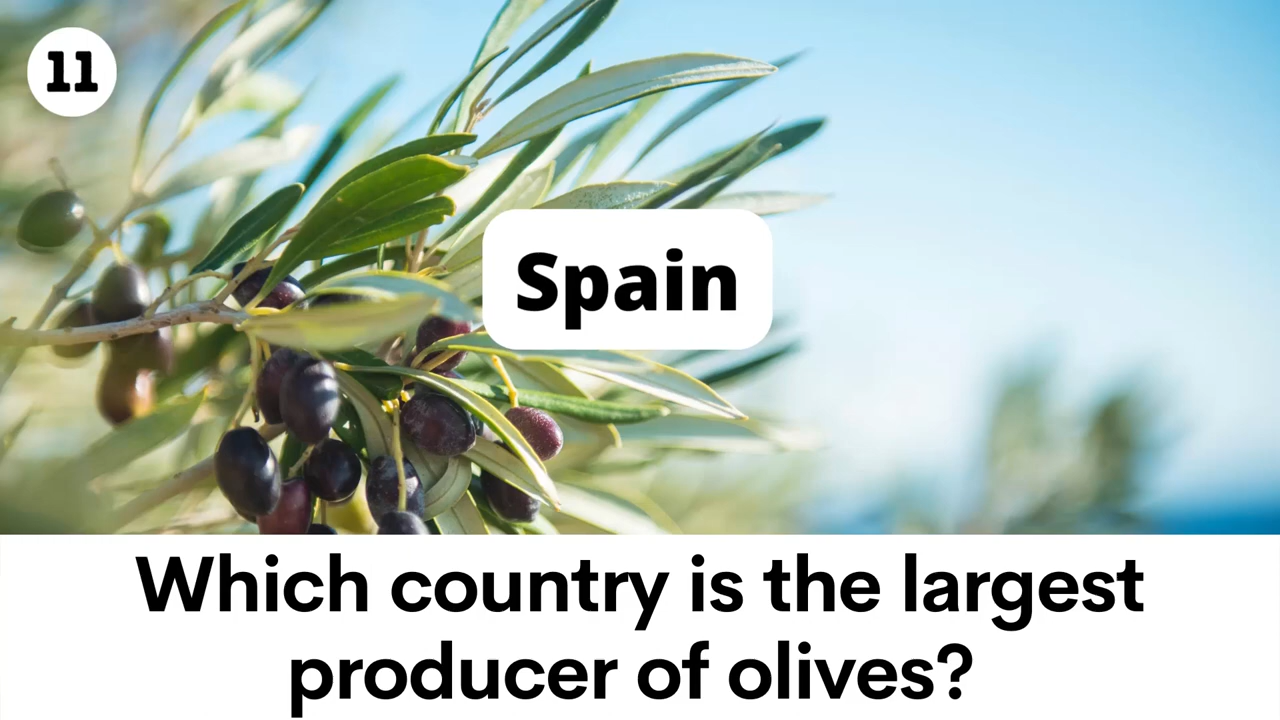 11
Spain
Which country is the largest
producer of olives?